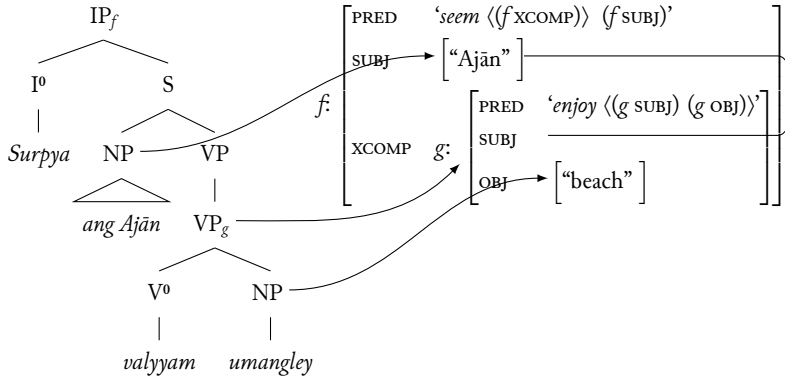 IP_f
I⁰ S
Surpya NP VP
ang Ajān VP_g
V⁰ NP
valyyam umangley
f:
PRED ‘seem ⟨(f XCOMP)⟩ (f SUBJ)’
SUBJ [“Ajān”]
XCOMP g:
PRED ‘enjoy ⟨(g SUBJ) (g OBJ)⟩’
SUBJ
OBJ [“beach”]